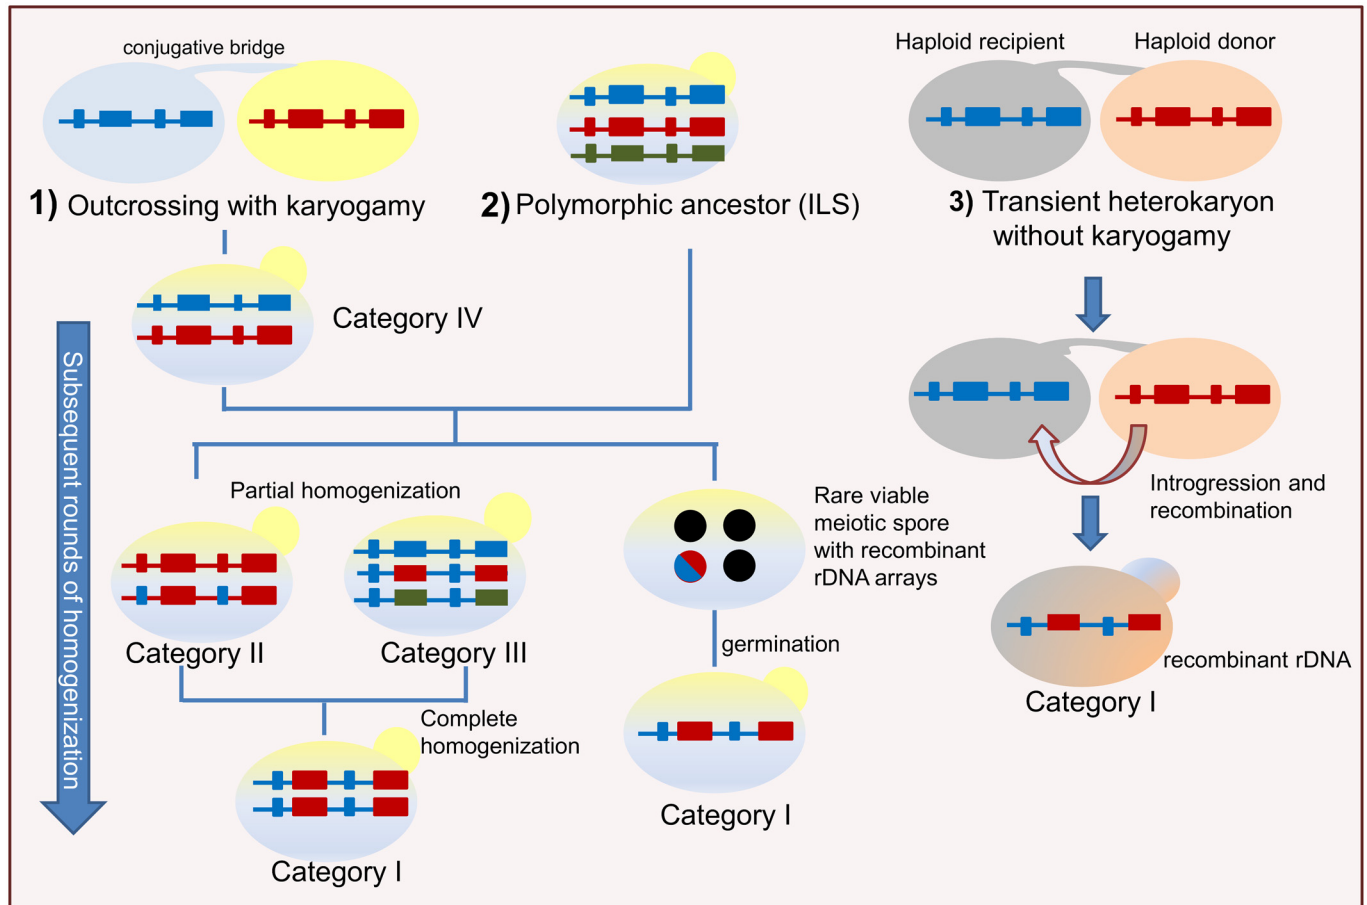 conjugative bridge
Haploid recipient
Haploid donor
1) Outcrossing with karyogamy
2) Polymorphic ancestor (ILS)
3) Transient heterokaryon
without karyogamy
Category IV
Subsequent rounds of homogenization
Partial homogenization
Category II
Category III
Complete
homogenization
Category I
Rare viable
meiotic spore
with recombinant
rDNA arrays
germination
Category I
Introgression and
recombination
recombinant rDNA
Category I